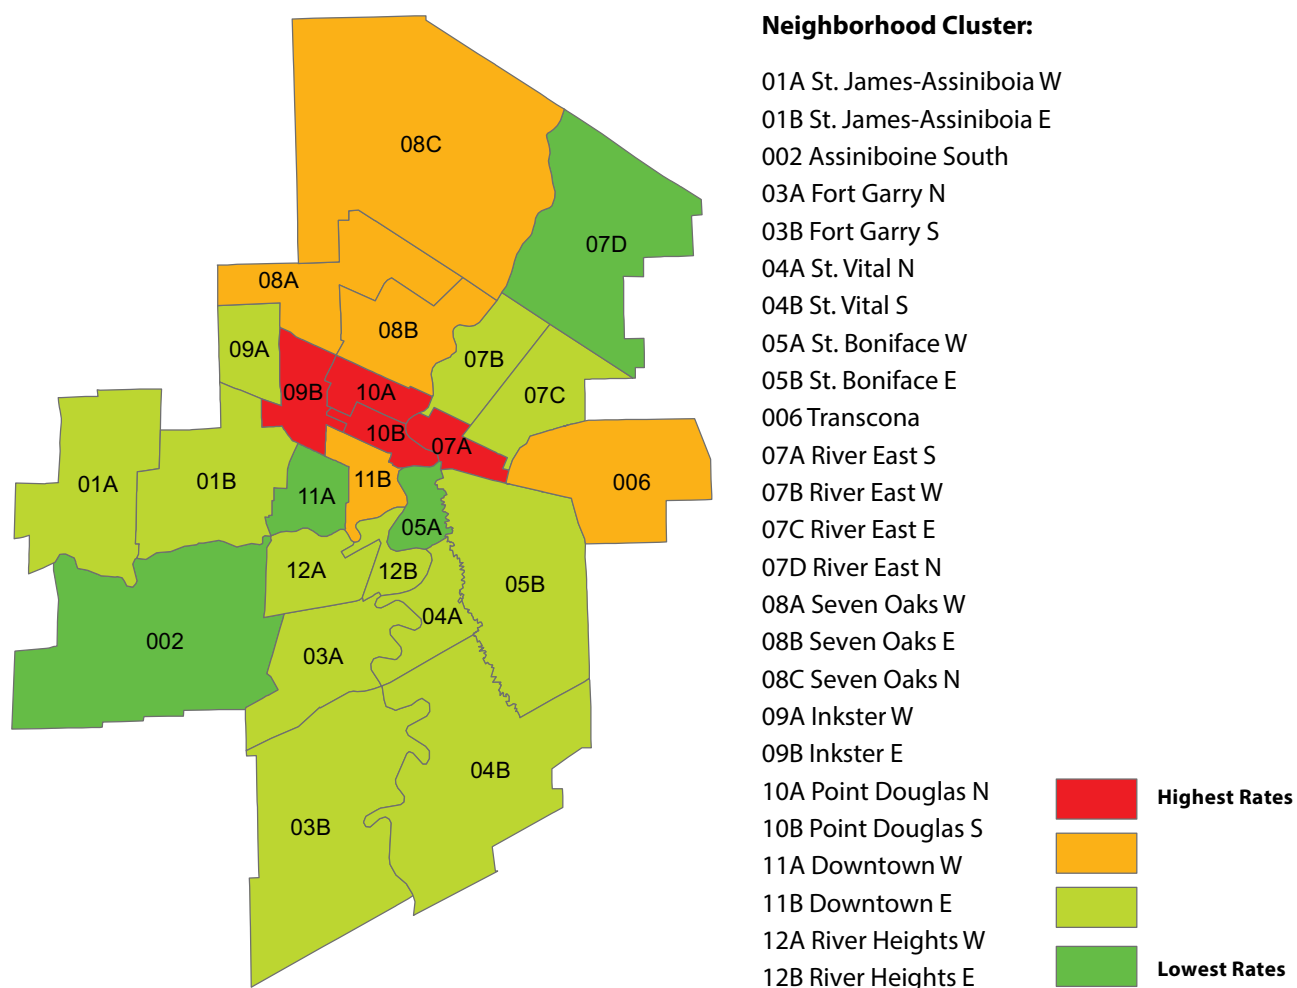 Neighborhood Cluster:
01A St. James-Assiniboia W
01B St. James-Assiniboia E
002 Assiniboine South
03A Fort Garry N
03B Fort Garry S
04A St. Vital N
04B St. Vital S
05A St. Boniface W
05B St. Boniface E
006 Transcona
07A River East S
07B River East W
07C River East E
07D River East N
08A Seven Oaks W
08B Seven Oaks E
08C Seven Oaks N
09A Inkster W
09B Inkster E
10A Point Douglas N
10B Point Douglas S
11A Downtown W
11B Downtown E
12A River Heights W
12B River Heights E
Highest Rates
Lowest Rates
08C
07D
08A
08B
09A
07B
09B
10A
07C
10B
07A
01A
01B
11A
11B
006
05A
12A
12B
05B
04A
002
03A
04B
03B